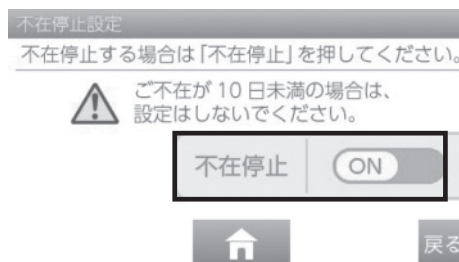 不在停止設定
不在停止する場合は「不在停止」を押してください。
ご不在が 10 日未満の場合は、
設定はしないでください。
不在停止 ON
戻る